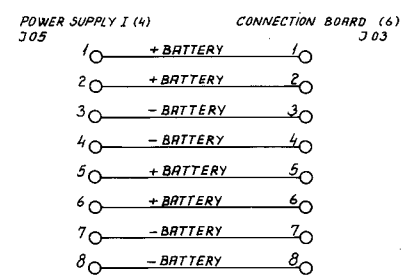 POWER SUPPLY I (4) CONNECTION BOARD (6)
J05 J03
1 + BATTERY 1
2 + BATTERY 2
3 - BATTERY 3
4 - BATTERY 4
5 + BATTERY 5
6 + BATTERY 6
7 - BATTERY 7
8 - BATTERY 8